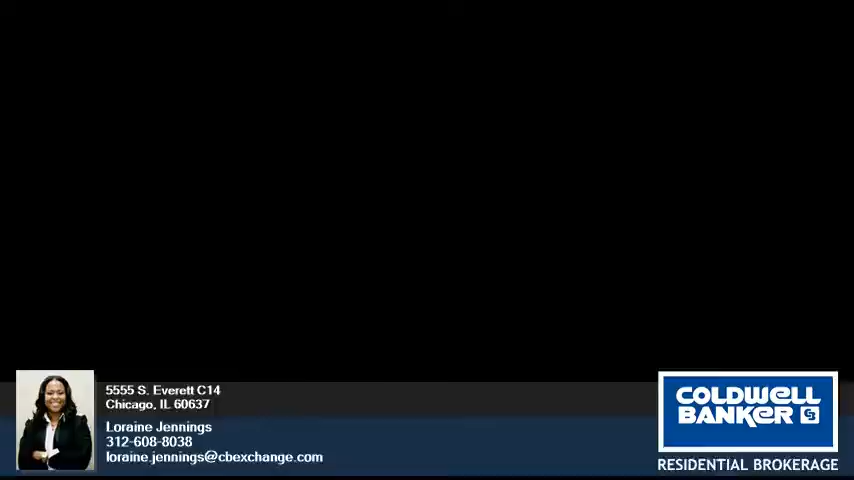 5555 S. Everett C14
Chicago, IL 60637
Loraine Jennings
312-608-8038
loraine.jennings@cbexchange.com
COLDWELL
BANKER CB
RESIDENTIAL BROKERAGE